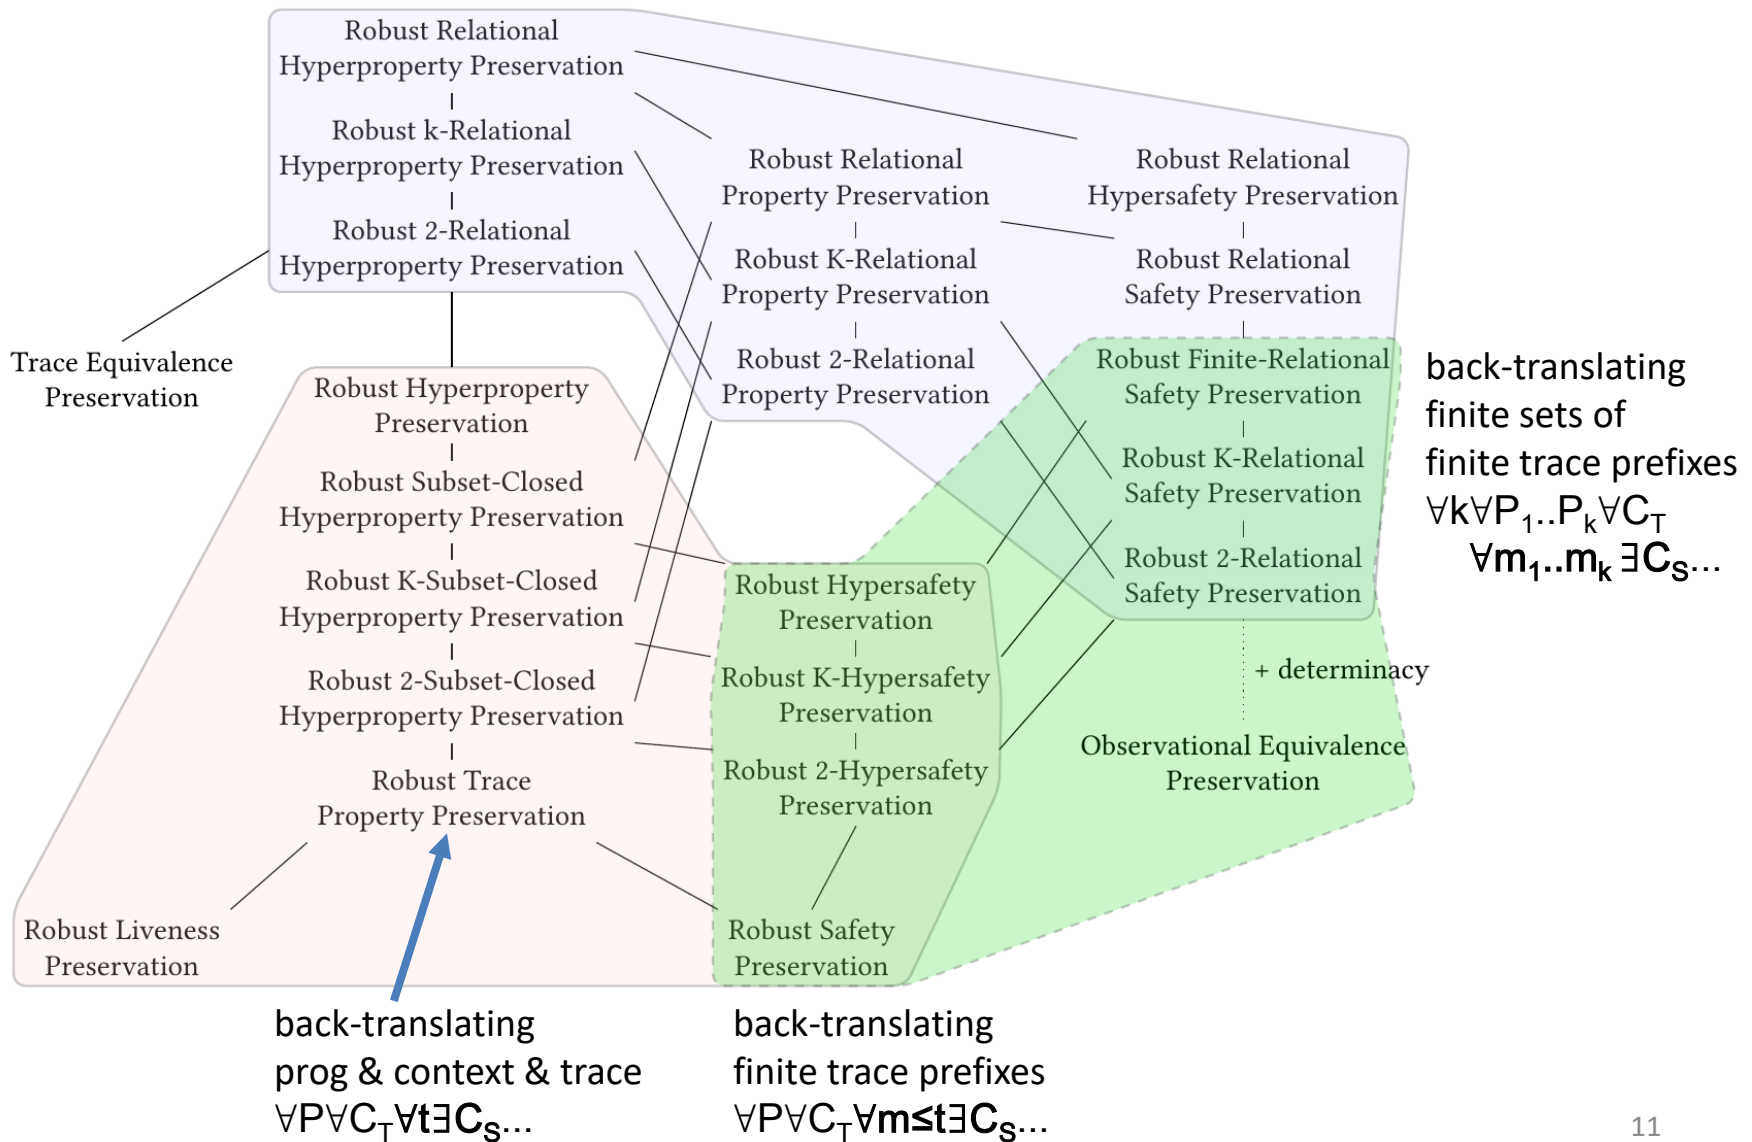 Robust Relational
Hyperproperty Preservation
Robust k-Relational
Hyperproperty Preservation
Robust 2-Relational
Hyperproperty Preservation
Robust Relational
Property Preservation
Robust K-Relational
Property Preservation
Robust 2-Relational
Property Preservation
Robust Relational
Hypersafety Preservation
Robust Relational
Safety Preservation
Robust Finite-Relational
Safety Preservation
Robust K-Relational
Safety Preservation
Robust 2-Relational
Safety Preservation
+ determinacy
Observational Equivalence
Preservation
Trace Equivalence
Preservation
Robust Hyperproperty
Preservation
Robust Subset-Closed
Hyperproperty Preservation
Robust K-Subset-Closed
Hyperproperty Preservation
Robust 2-Subset-Closed
Hyperproperty Preservation
Robust Trace
Property Preservation
Robust Liveness
Preservation
Robust Hypersafety
Preservation
Robust K-Hypersafety
Preservation
Robust 2-Hypersafety
Preservation
Robust Safety
Preservation
back-translating
finite sets of
finite trace prefixes
∀k∀P₁..Pₖ∀C_T
∀m₁..mₖ∃C_S...
back-translating
prog & context & trace
∀P∀C_T∀t∃C_S...
back-translating
finite trace prefixes
∀P∀C_T∀m≤t∃C_S...
11